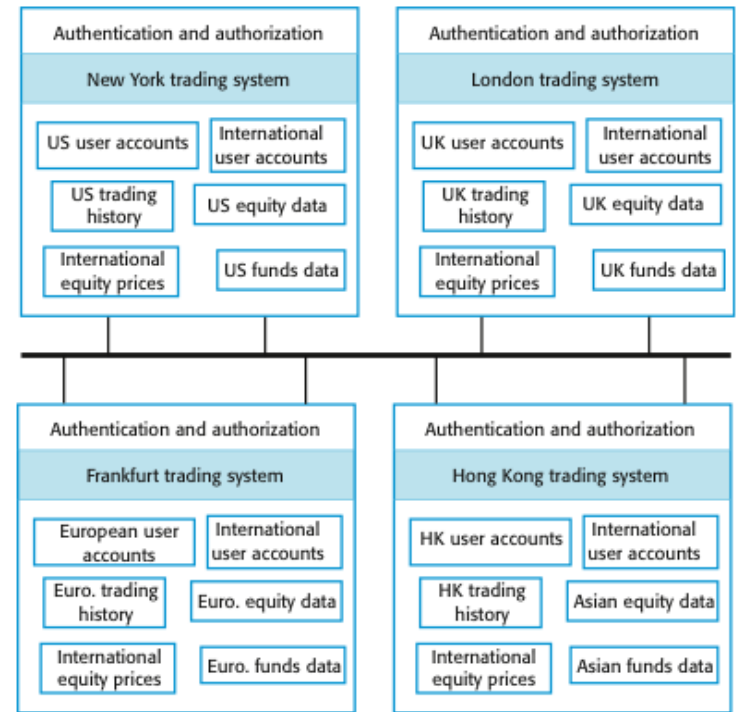 Authentication and authorization
New York trading system
US user accounts
International
user accounts
US trading
history
US equity data
International
equity prices
US funds data
Authentication and authorization
London trading system
UK user accounts
International
user accounts
UK trading
history
UK equity data
International
equity prices
UK funds data
Authentication and authorization
Frankfurt trading system
European user
accounts
International
user accounts
Euro. trading
history
Euro. equity data
International
equity prices
Euro. funds data
Authentication and authorization
Hong Kong trading system
HK user accounts
International
user accounts
HK trading
history
Asian equity data
International
equity prices
Asian funds data